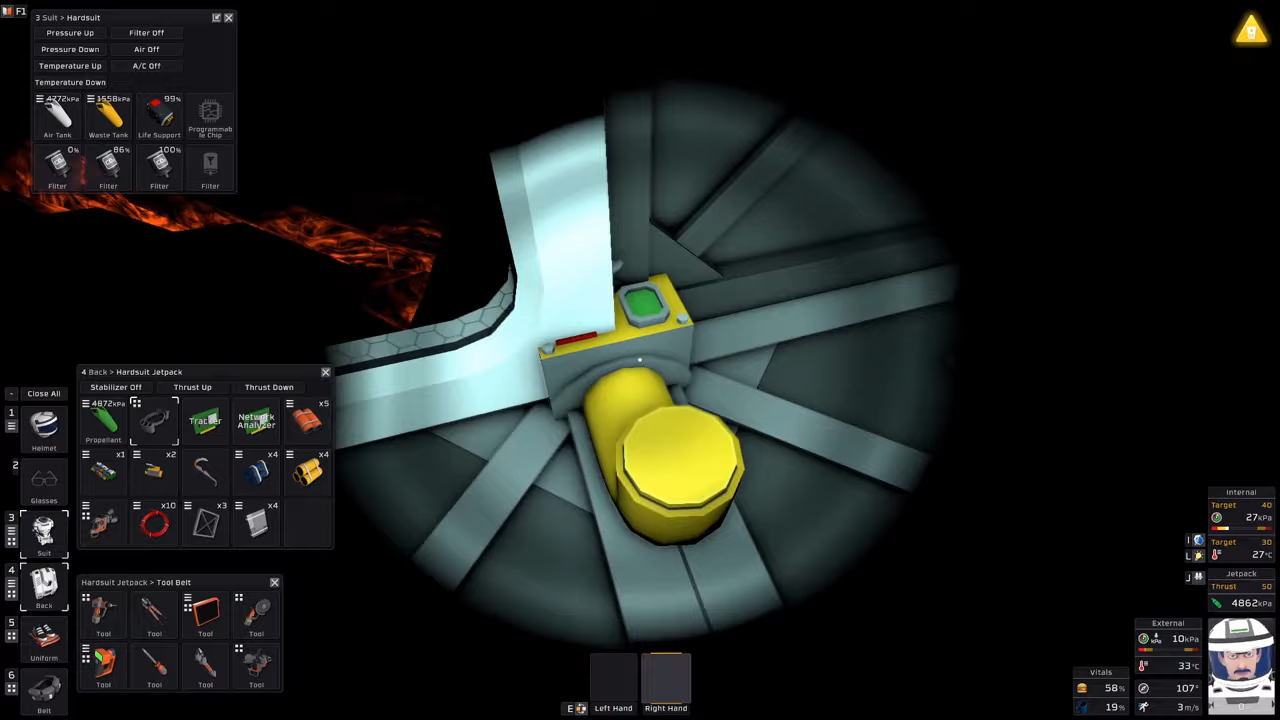 F1
3 Suit > Hardsuit
Pressure Up Filter Off
Pressure Down Air Off
Temperature Up A/C Off
Temperature Down
4772kPa 1558kPa 99%
Air Tank Waste Tank Life Support Programmable Chip
0% 86% 100%
Filter Filter Filter Filter
4 Back > Hardsuit Jetpack
Stabilizer Off Thrust Up Thrust Down
4872kPa x5
Propellant Tracker Network Analyzer
x1 x2 x4 x4
x10 x3 x4
Hardsuit Jetpack > Tool Belt
Tool Tool Tool Tool
Tool Tool Tool Tool
- Close All
1 Helmet
2 Glasses
3 Suit
4 Back
5 Uniform
6 Belt
E Left Hand Right Hand
Internal
Target 40
27kPa
Target 30
I
L 27°C
Jetpack
J Thrust 50
4862kPa
External
kPa 10kPa
33°C
107°
3 m/s
Vitals
58%
19%